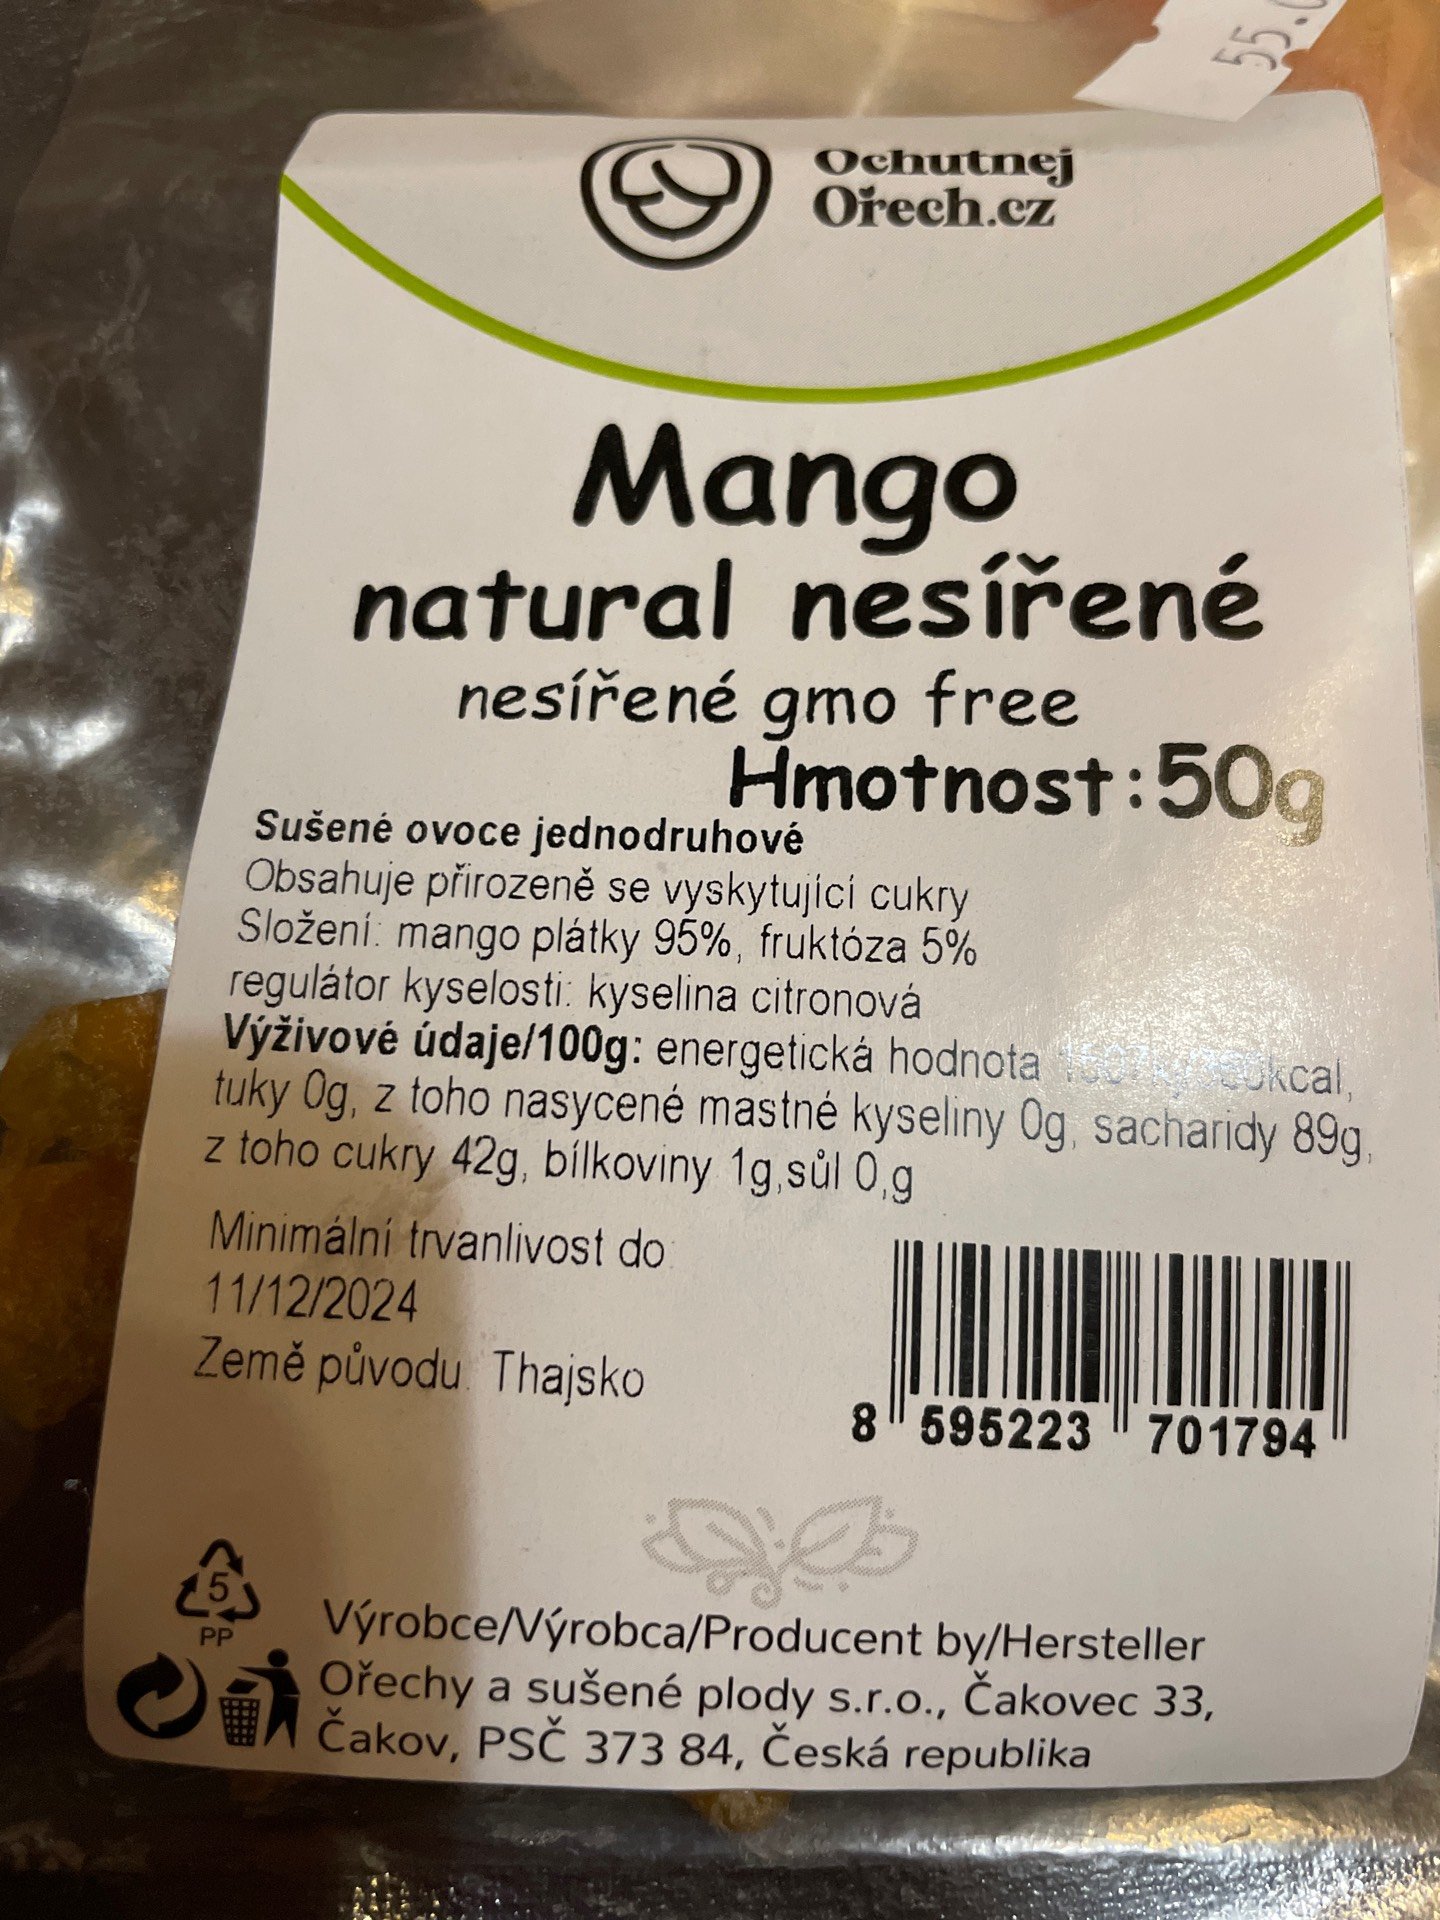 55.0
Ochutnej
Ořech.cz
Mango
natural nesířené
nesířené gmo free
Hmotnost:50g
Sušené ovoce jednodruhové
Obsahuje přirozeně se vyskytující cukry
Složení: mango plátky 95%, fruktóza 5%
regulátor kyselosti: kyselina citronová
Výživové údaje/100g: energetická hodnota
tuky 0g, z toho nasycené mastné kyseliny 0g, sacharidy 89g,
z toho cukry 42g, bílkoviny 1g,sůl 0,g
Minimální trvanlivost do:
11/12/2024
Země původu: Thajsko
8 595223 701794
5
PP
Výrobce/Výrobca/Producent by/Hersteller
Ořechy a sušené plody s.r.o., Čakovec 33,
Čakov, PSČ 373 84, Česká republika